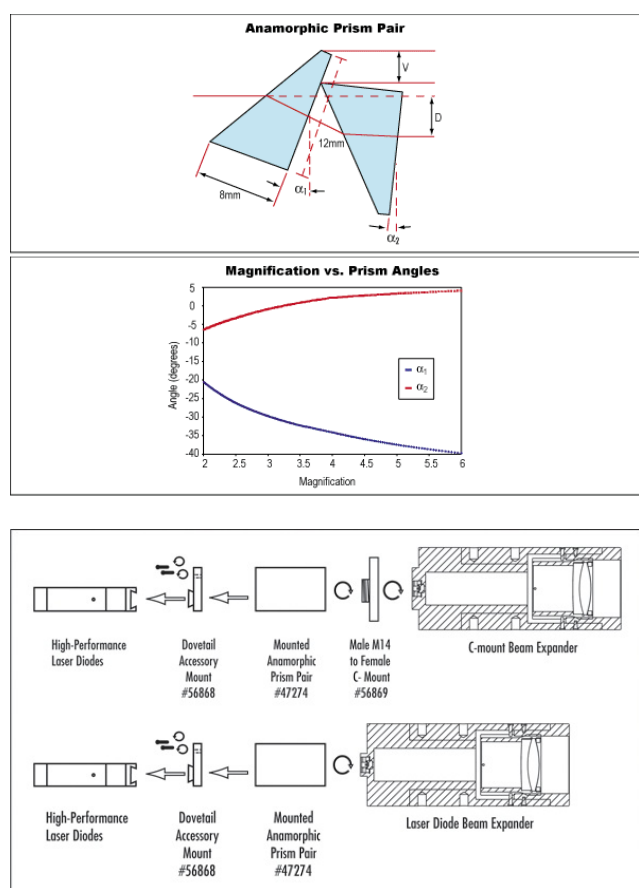 Anamorphic Prism Pair
V
D
12mm
8mm
α1
α2
Magnification vs. Prism Angles
5
0
-5
-10
-15
-20
-25
-30
-35
-40
Angle (degrees)
α1
α2
2 2.5 3 3.5 4 4.5 5 5.5 6
Magnification
High-Performance
Laser Diodes
Dovetail
Accessory
Mount
#56868
Mounted
Anamorphic
Prism Pair
#47274
Male M14
to Female
C- Mount
#56869
C-mount Beam Expander
High-Performance
Laser Diodes
Dovetail
Accessory
Mount
#56868
Mounted
Anamorphic
Prism Pair
#47274
Laser Diode Beam Expander